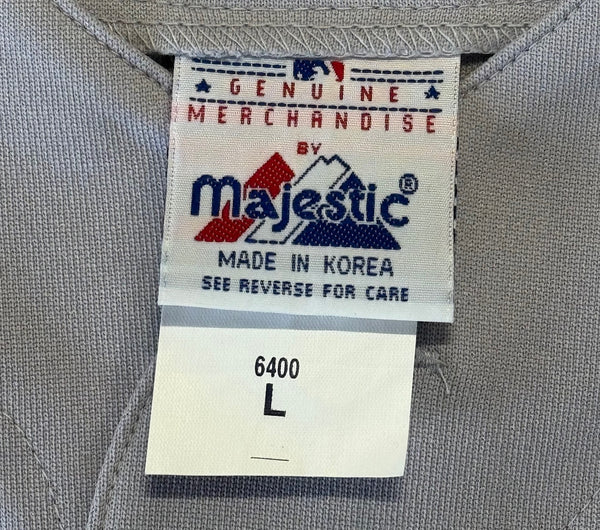 GENUINE
MERCHANDISE
BY
Majestic®
MADE IN KOREA
SEE REVERSE FOR CARE
6400
L